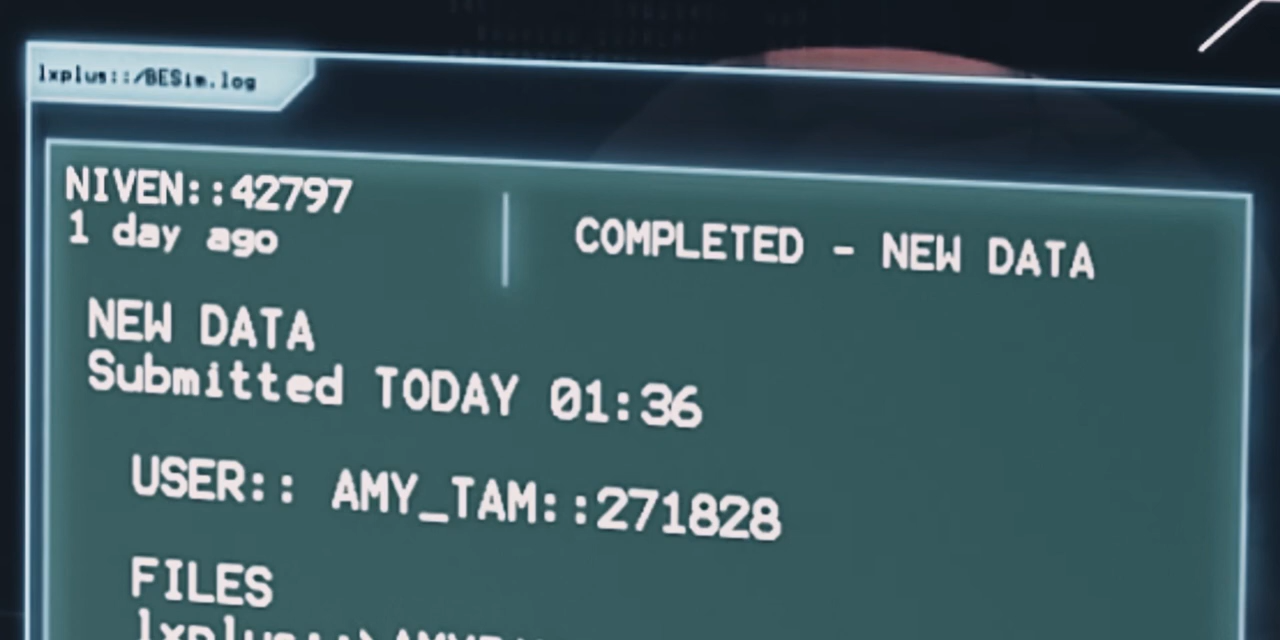 lxplus::/BESim.log
NIVEN::42797
1 day ago
COMPLETED - NEW DATA
NEW DATA
Submitted TODAY 01:36
USER:: AMY_TAM::271828
FILES